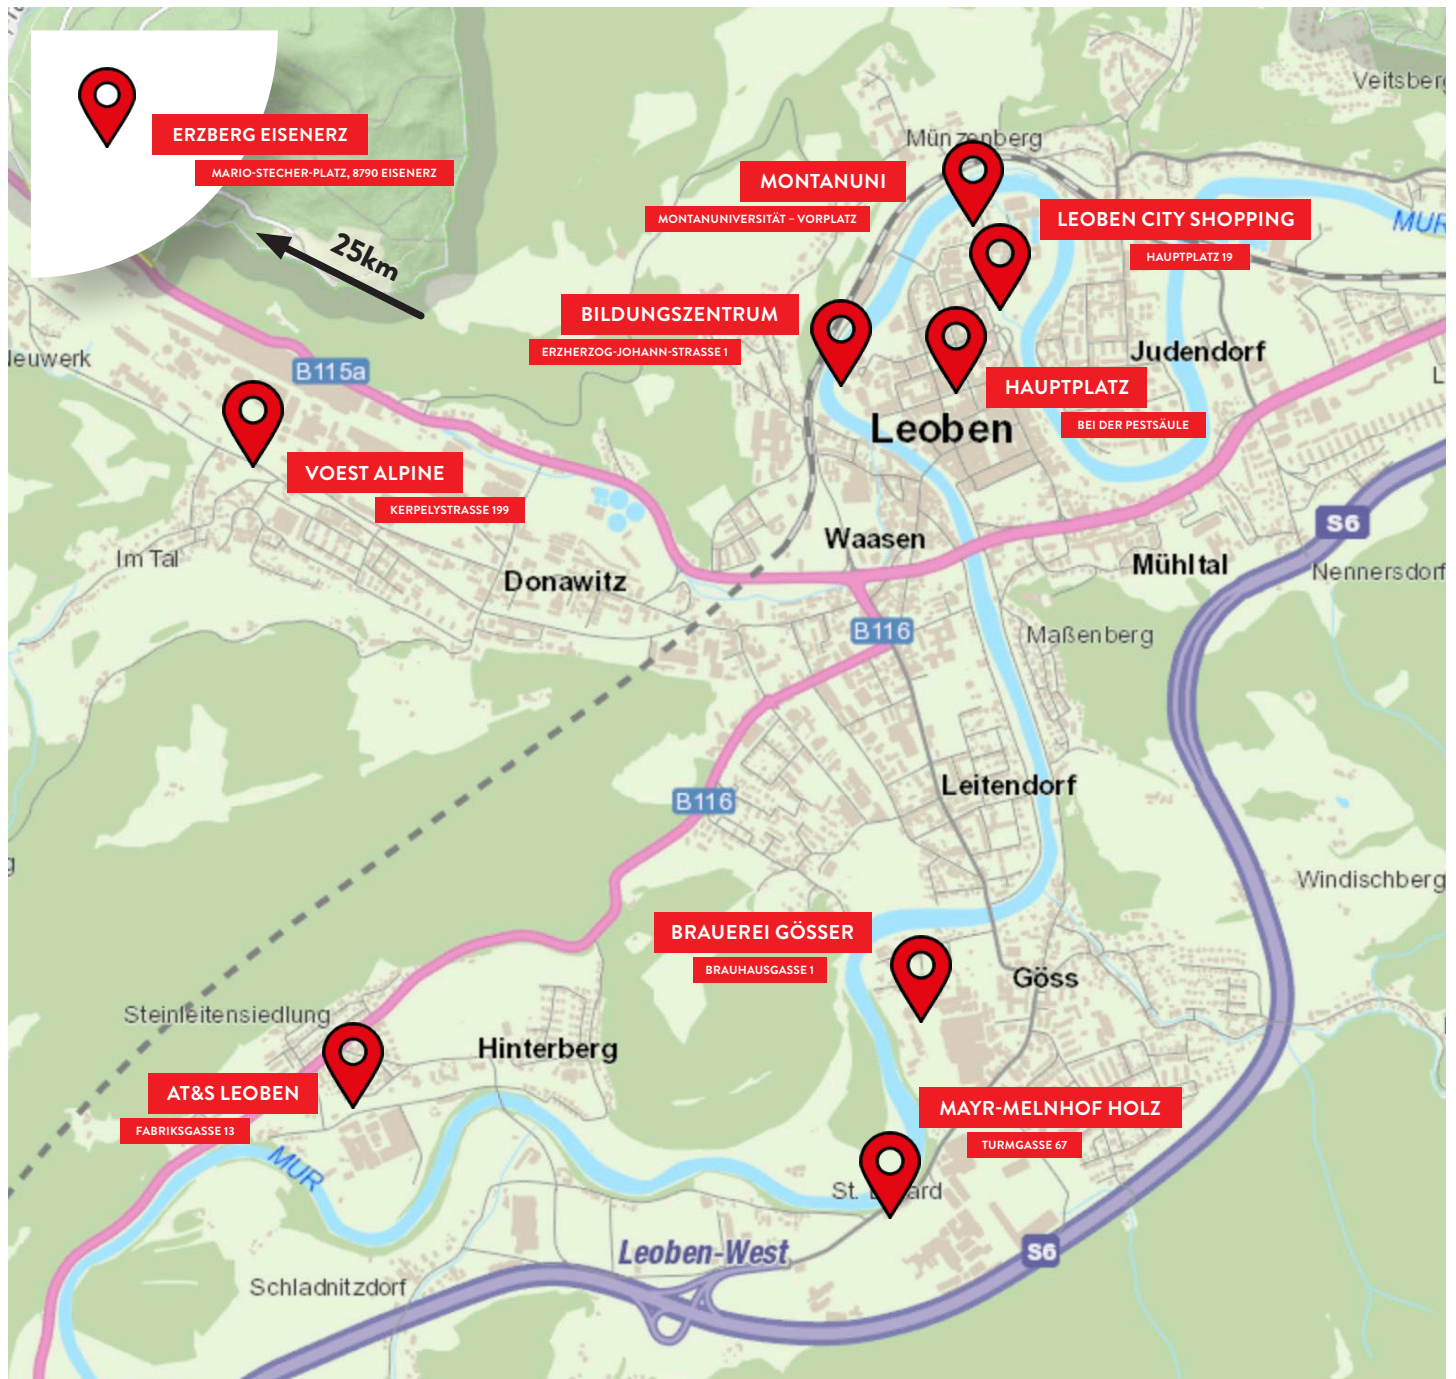 Veitsberg
ERZBERG EISENERZ
MARIO-STECHER-PLATZ, 8790 EISENERZ
25km
Münzenberg
MONTANUNI
MONTANUNIVERSITÄT – VORPLATZ
LEOBEN CITY SHOPPING
HAUPTPLATZ 19
MUR
BILDUNGSZENTRUM
ERZHERZOG-JOHANN-STRASSE 1
Judendorf
HAUPTPLATZ
BEI DER PESTSÄULE
Leoben
Neuwerk
B115a
VOEST ALPINE
KERPELYSTRASSE 199
S6
Waasen
Im Tal
Donawitz
Mühltal
Nennersdorf
B116
Maßenberg
Leitendorf
B116
Windischberg
BRAUEREI GÖSSER
BRAUHAUSGASSE 1
Göss
Steinleitensiedlung
Hinterberg
AT&S LEOBEN
FABRIKSGASSE 13
MAYR-MELNHOF HOLZ
TURMGASSE 67
MUR
St.
ard
Leoben-West
S6
Schladnitzdorf